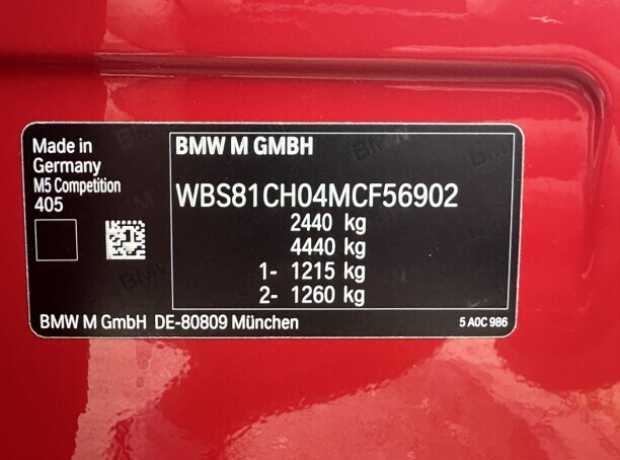 Made in
Germany
M5 Competition
405
BMW M GMBH
WBS81CH04MCF56902
2440 kg
4440 kg
1- 1215 kg
2- 1260 kg
BMW M GmbH DE-80809 München
5 A0C 986